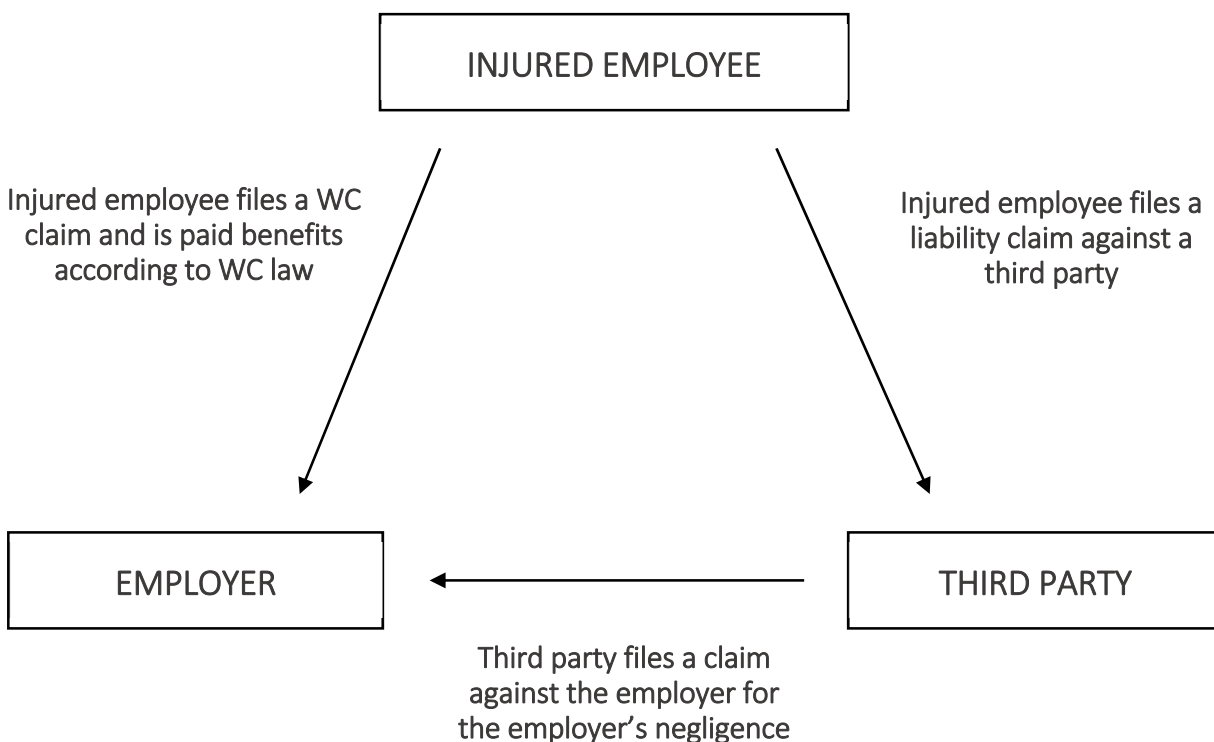 INJURED EMPLOYEE
Injured employee files a WC
claim and is paid benefits
according to WC law
Injured employee files a
liability claim against a
third party
EMPLOYER
THIRD PARTY
Third party files a claim
against the employer for
the employer’s negligence